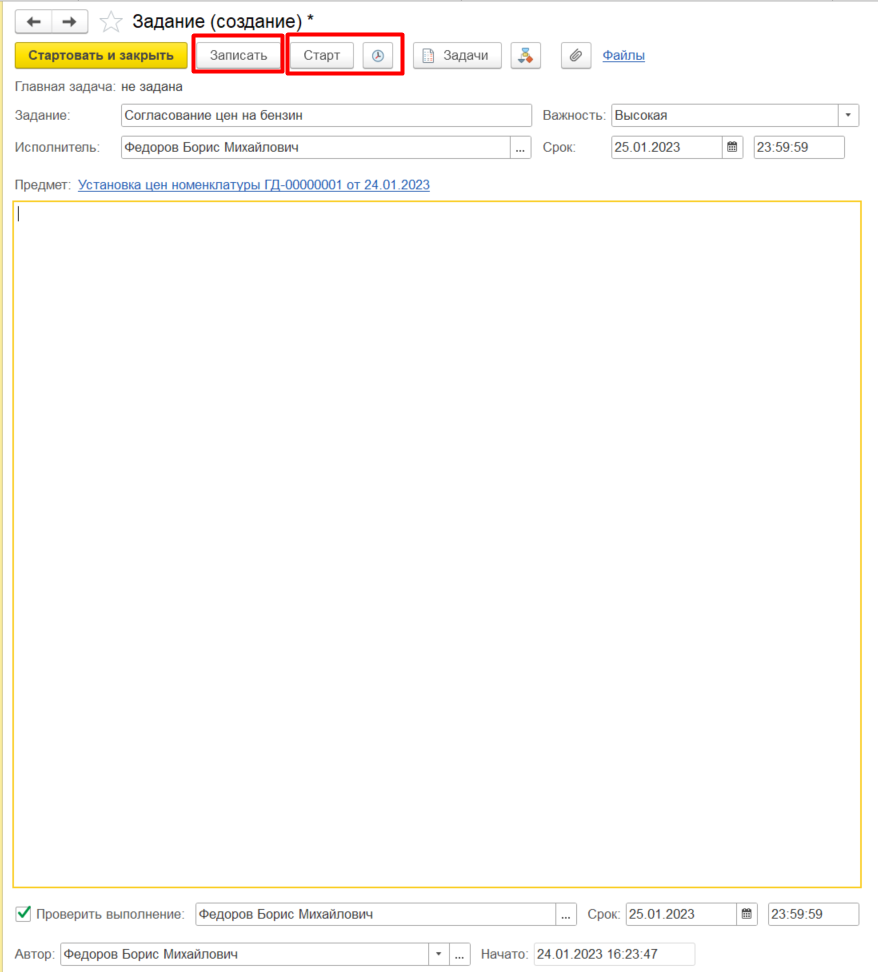 Задание (создание) *
Стартовать и закрыть Записать Старт Задачи Файлы
Главная задача: не задана
Задание: Согласование цен на бензин Важность: Высокая
Исполнитель: Федоров Борис Михайлович ... Срок: 25.01.2023 23:59:59
Предмет: Установка цен номенклатуры ГД-00000001 от 24.01.2023
Проверить выполнение: Федоров Борис Михайлович ... Срок: 25.01.2023 23:59:59
Автор: Федоров Борис Михайлович ... Начато: 24.01.2023 16:23:47